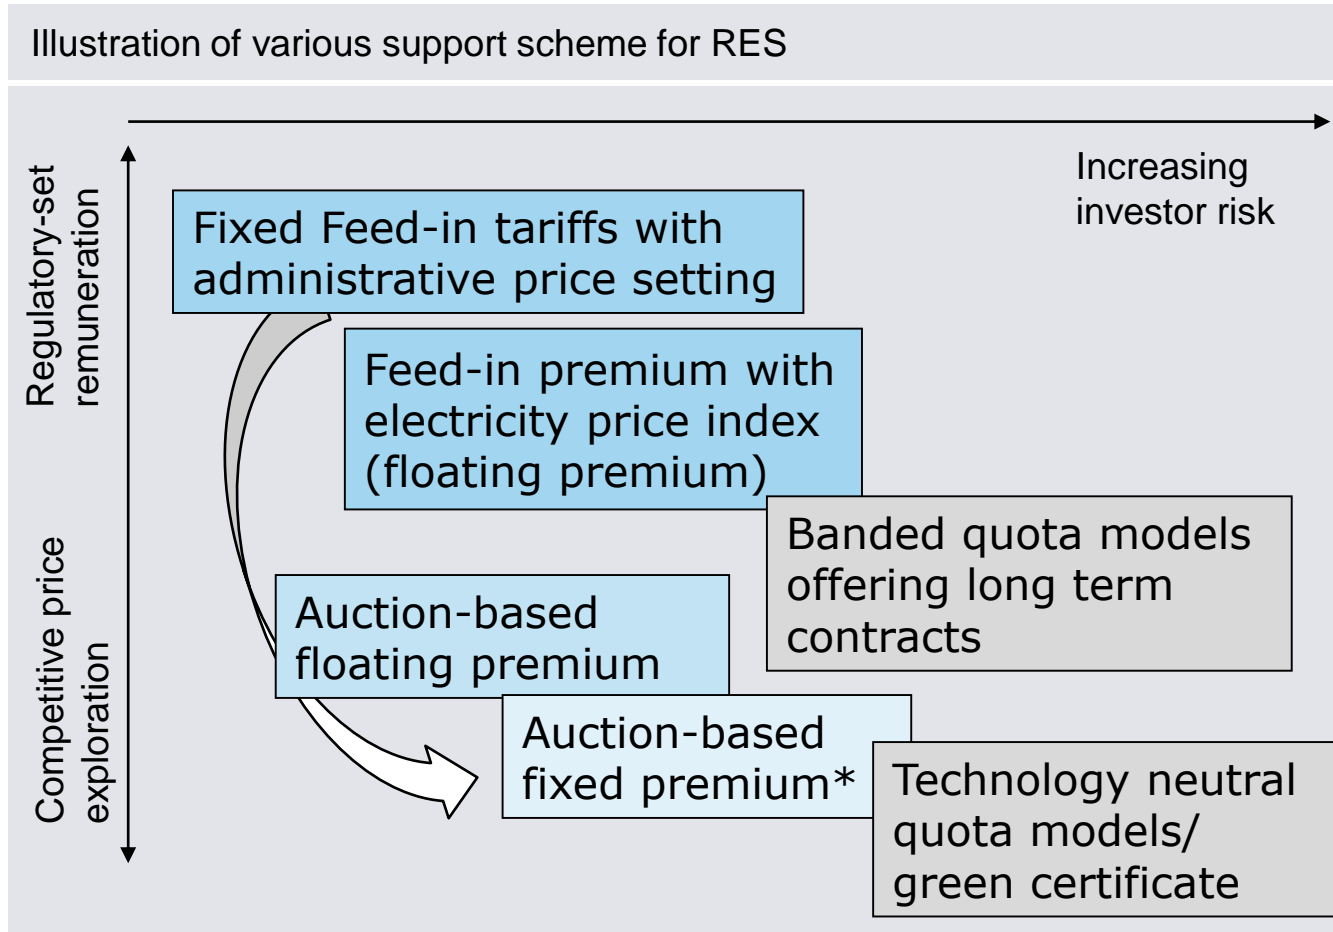 Illustration of various support scheme for RES
Increasing
investor risk
Regulatory-set
remuneration
Fixed Feed-in tariffs with
administrative price setting
Feed-in premium with
electricity price index
(floating premium)
Banded quota models
offering long term
contracts
Competitive price
exploration
Auction-based
floating premium
Auction-based
fixed premium*
Technology neutral
quota models/
green certificate